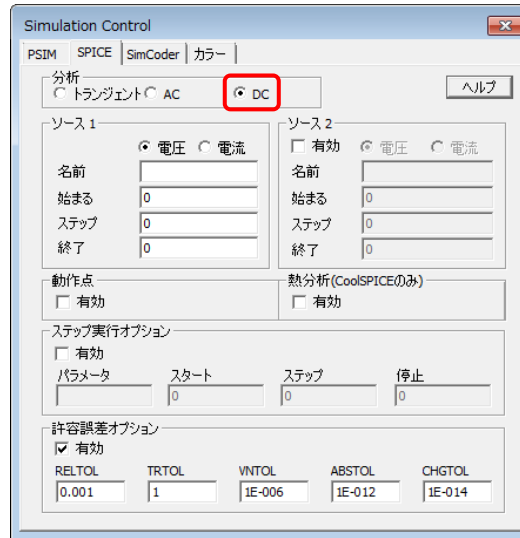 Simulation Control
PSIM SPICE SimCoder カラー
分析
トランジェント AC DC ヘルプ
ソース 1 ソース 2
電圧 電流 有効 電圧 電流
名前 名前
始まる 0 始まる 0
ステップ 0 ステップ 0
終了 0 終了 0
動作点 熱分析(CoolSPICEのみ)
有効 有効
ステップ実行オプション
有効
パラメータ スタート ステップ 停止
0 0 0
許容誤差オプション
有効
RELTOL TRTOL VNTOL ABSTOL CHGTOL
0.001 1 1E-006 1E-012 1E-014